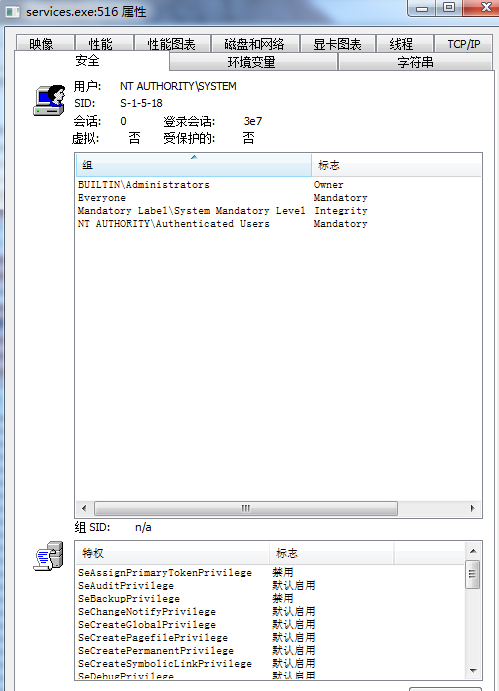 services.exe:516 属性
映像 性能 性能图表 磁盘和网络 显卡图表 线程 TCP/IP
安全 环境变量 字符串
用户: NT AUTHORITY\SYSTEM
SID: S-1-5-18
会话: 0 登录会话: 3e7
虚拟: 否 受保护的: 否
组 标志
BUILTIN\Administrators Owner
Everyone Mandatory
Mandatory Label\System Mandatory Level Integrity
NT AUTHORITY\Authenticated Users Mandatory
组 SID: n/a
特权 标志
SeAssignPrimaryTokenPrivilege 禁用
SeAuditPrivilege 默认启用
SeBackupPrivilege 禁用
SeChangeNotifyPrivilege 默认启用
SeCreateGlobalPrivilege 默认启用
SeCreatePagefilePrivilege 默认启用
SeCreatePermanentPrivilege 默认启用
SeCreateSymbolicLinkPrivilege 默认启用
SeDebugPrivilege 默认启用